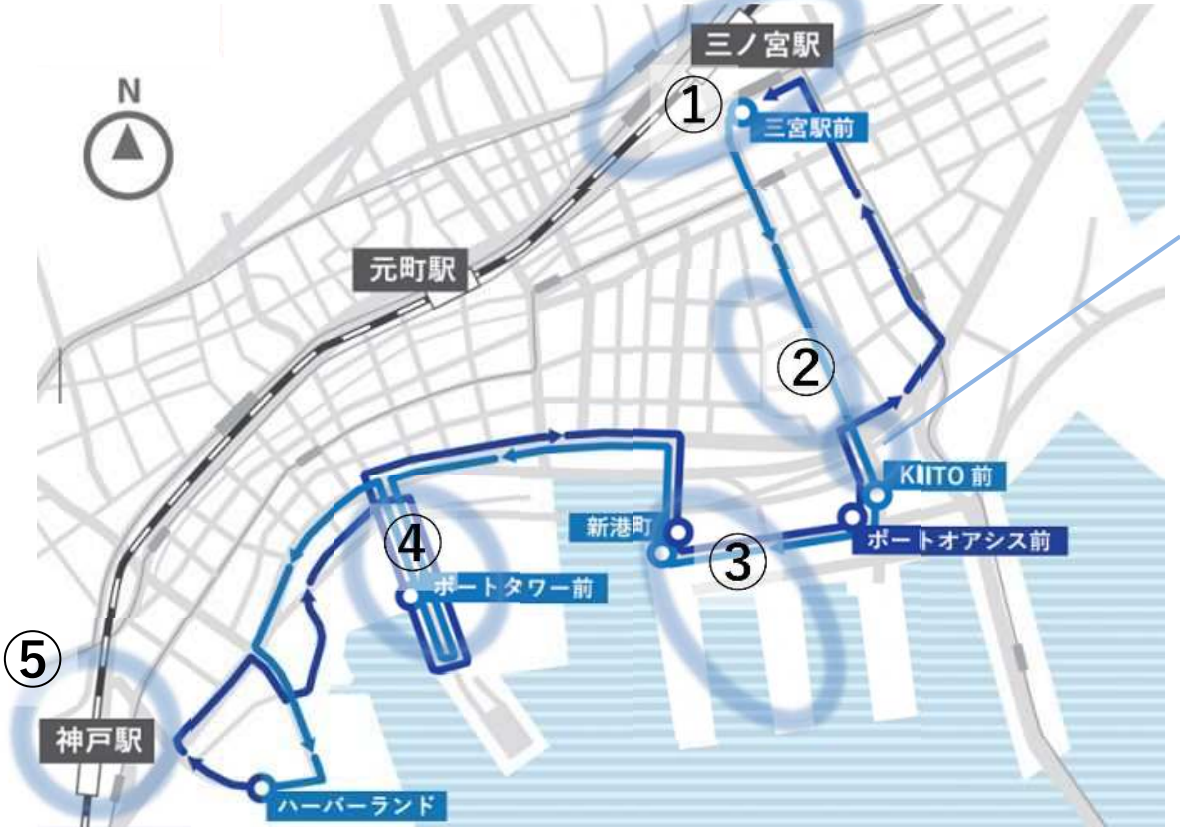 三ノ宮駅
①
三宮駅前
N
元町駅
②
KIITO 前
新港町
ポートオアシス前
③
④
ポートタワー前
⑤
神戸駅
ハーバーランド